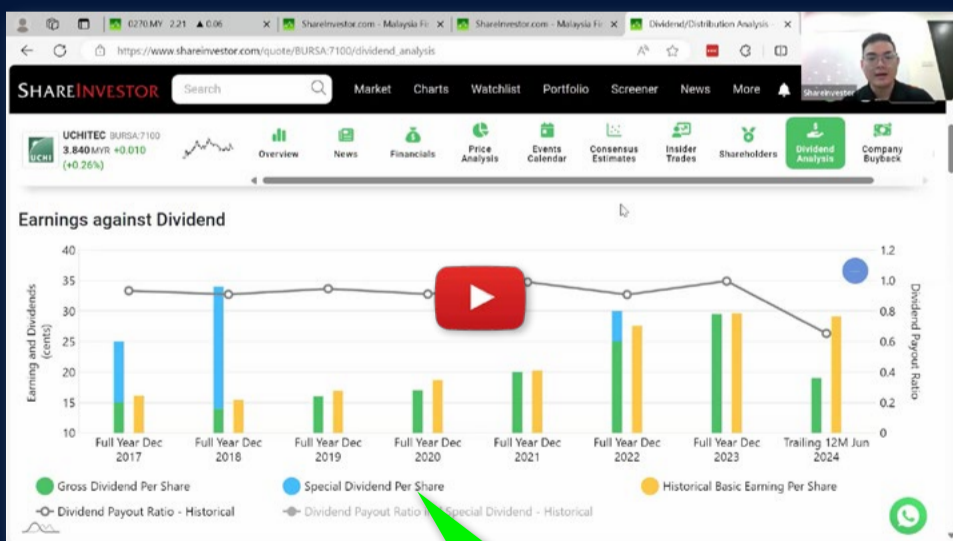 0270.MY 2.21 ▲ 0.06
ShareInvestor.com - Malaysia Fi
ShareInvestor.com - Malaysia Fi
Dividend/Distribution Analysis -
https://www.shareinvestor.com/quote/BURSA:7100/dividend_analysis
SHAREINVESTOR
Search
Market Charts Watchlist Portfolio Screener News More
ShareInvestor
UCHI
UCHITEC BURSA:7100
3.840 MYR +0.010
(+0.26%)
Overview
News
Financials
Price
Analysis
Events
Calendar
Consensus
Estimates
Insider
Trades
Shareholders
Dividend
Analysis
Company
Buyback
Earnings against Dividend
Earning and Dividends
(cents)
40
35
30
25
20
15
10
1.2
1.0
0.8
0.6
0.4
0.2
0
Dividend Payout Ratio
Full Year Dec
2017
Full Year Dec
2018
Full Year Dec
2019
Full Year Dec
2020
Full Year Dec
2021
Full Year Dec
2022
Full Year Dec
2023
Trailing 12M Jun
2024
Gross Dividend Per Share
Special Dividend Per Share
Historical Basic Earning Per Share
Dividend Payout Ratio - Historical
Dividend Payout Ratio Special Dividend - Historical